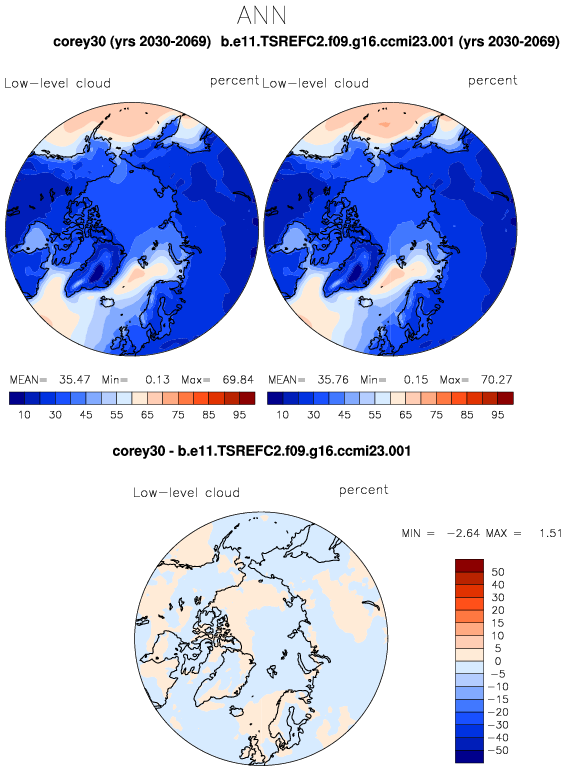 ANN
corey30 (yrs 2030-2069) b.e11.TSREFC2.f09.g16.ccmi23.001 (yrs 2030-2069)
Low-level cloud percent Low-level cloud percent
MEAN= 35.47 Min= 0.13 Max= 69.84 MEAN= 35.76 Min= 0.15 Max= 70.27
10 30 45 55 65 75 85 95 10 30 45 55 65 75 85 95
corey30 - b.e11.TSREFC2.f09.g16.ccmi23.001
Low-level cloud percent
MIN = -2.64 MAX = 1.51
50
40
30
20
15
10
5
0
-5
-10
-15
-20
-30
-40
-50